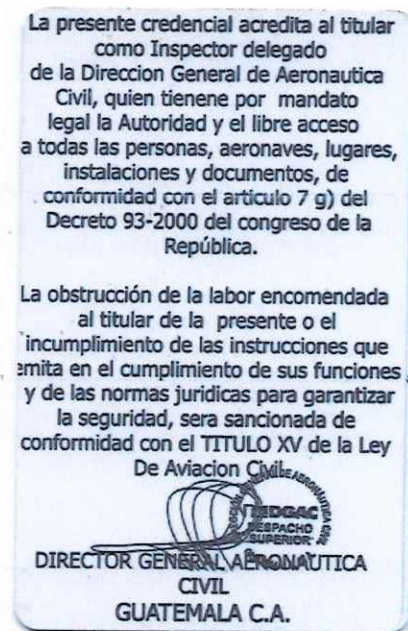 La presente credencial acredita al titular
como Inspector delegado
de la Direccion General de Aeronautica
Civil, quien tienene por mandato
legal la Autoridad y el libre acceso
a todas las personas, aeronaves, lugares,
instalaciones y documentos, de
conformidad con el articulo 7 g) del
Decreto 93-2000 del congreso de la
República.
La obstrucción de la labor encomendada
al titular de la presente o el
incumplimiento de las instrucciones que
emita en el cumplimiento de sus funciones
y de las normas juridicas para garantizar
la seguridad, sera sancionada de
conformidad con el TITULO XV de la Ley
De Aviacion Civil.
DGAC
DESPACHO
SUPERIOR
DIRECTOR GENERAL AERONAUTICA
CIVIL
GUATEMALA C.A.